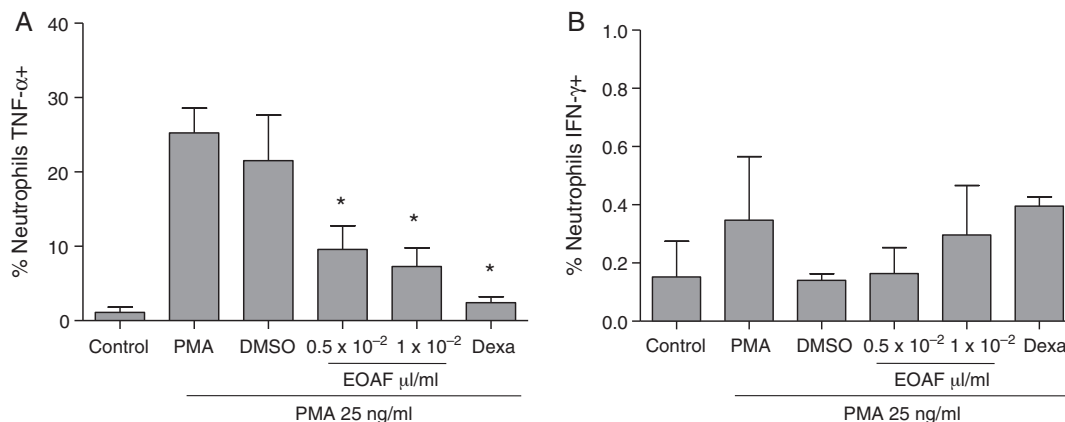 A
% Neutrophils TNF-α+
40
30
20
10
0
Control PMA DMSO 0.5 x 10⁻² 1 x 10⁻² Dexa
* * *
EOAF μl/ml
PMA 25 ng/ml
B
% Neutrophils IFN-γ+
1.0
0.8
0.6
0.4
0.2
0.0
Control PMA DMSO 0.5 x 10⁻² 1 x 10⁻² Dexa
EOAF μl/ml
PMA 25 ng/ml